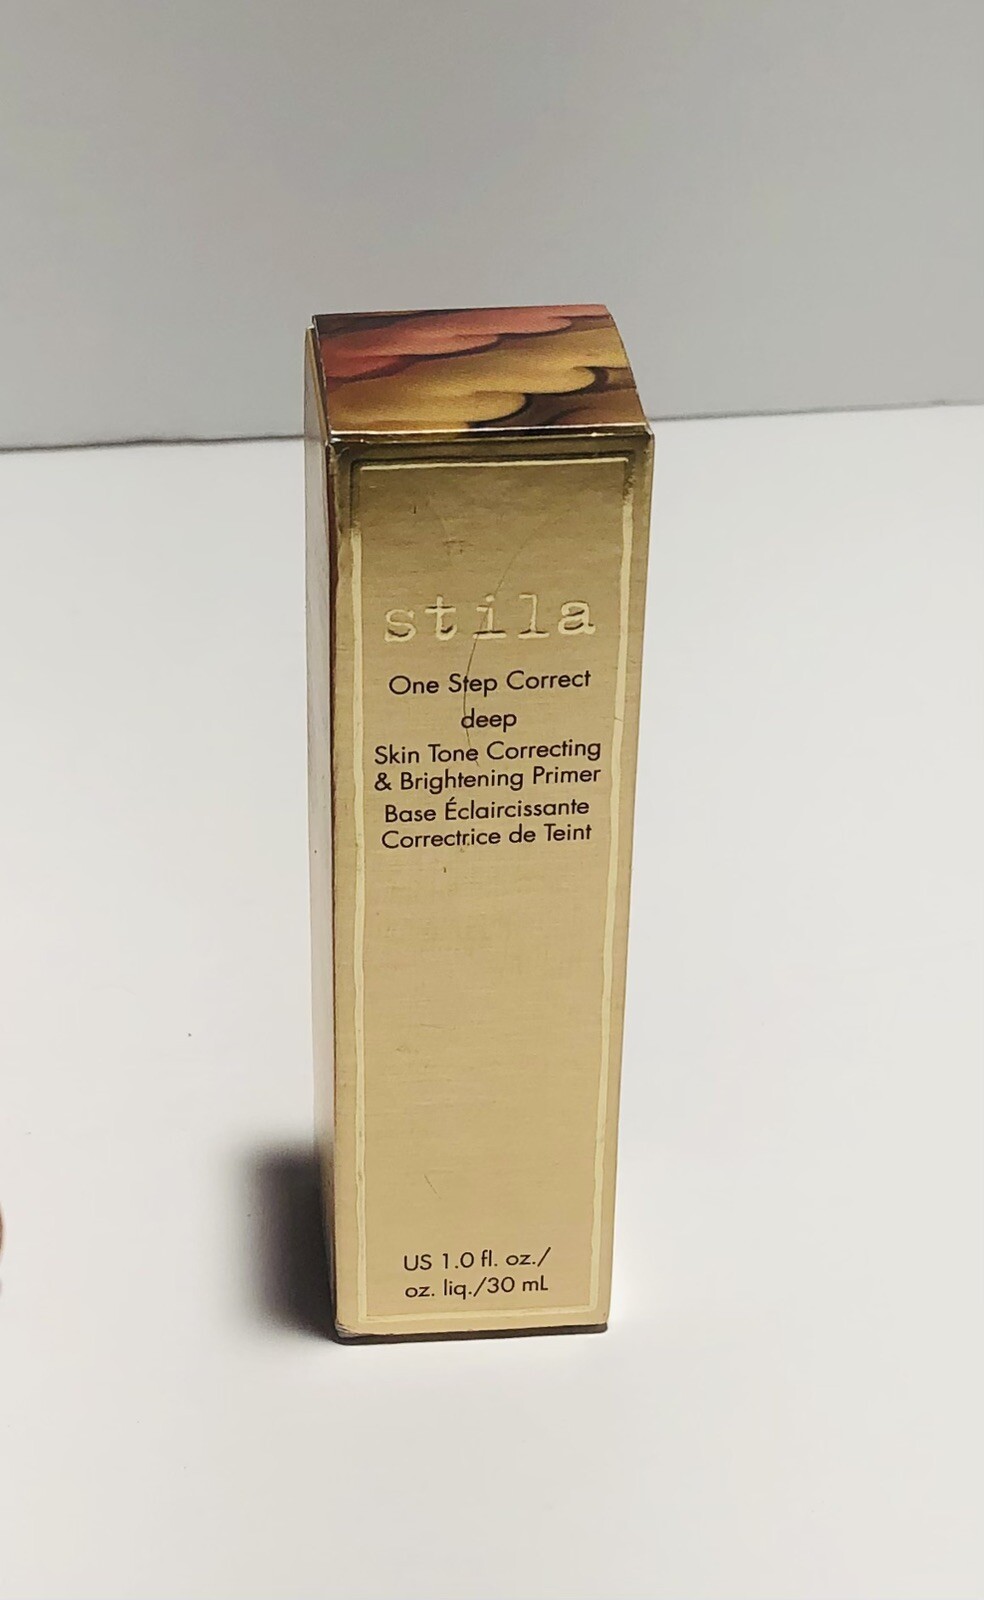 stila
One Step Correct
deep
Skin Tone Correcting
& Brightening Primer
Base Éclaircissante
Correctrice de Teint
US 1.0 fl. oz./
oz. liq./30 mL